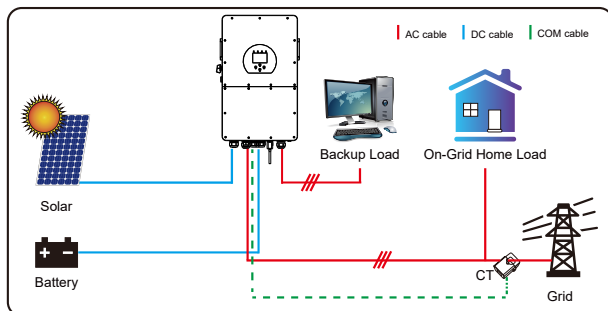 AC cable
DC cable
COM cable
Backup Load
On-Grid Home Load
Solar
Battery
CT
Grid